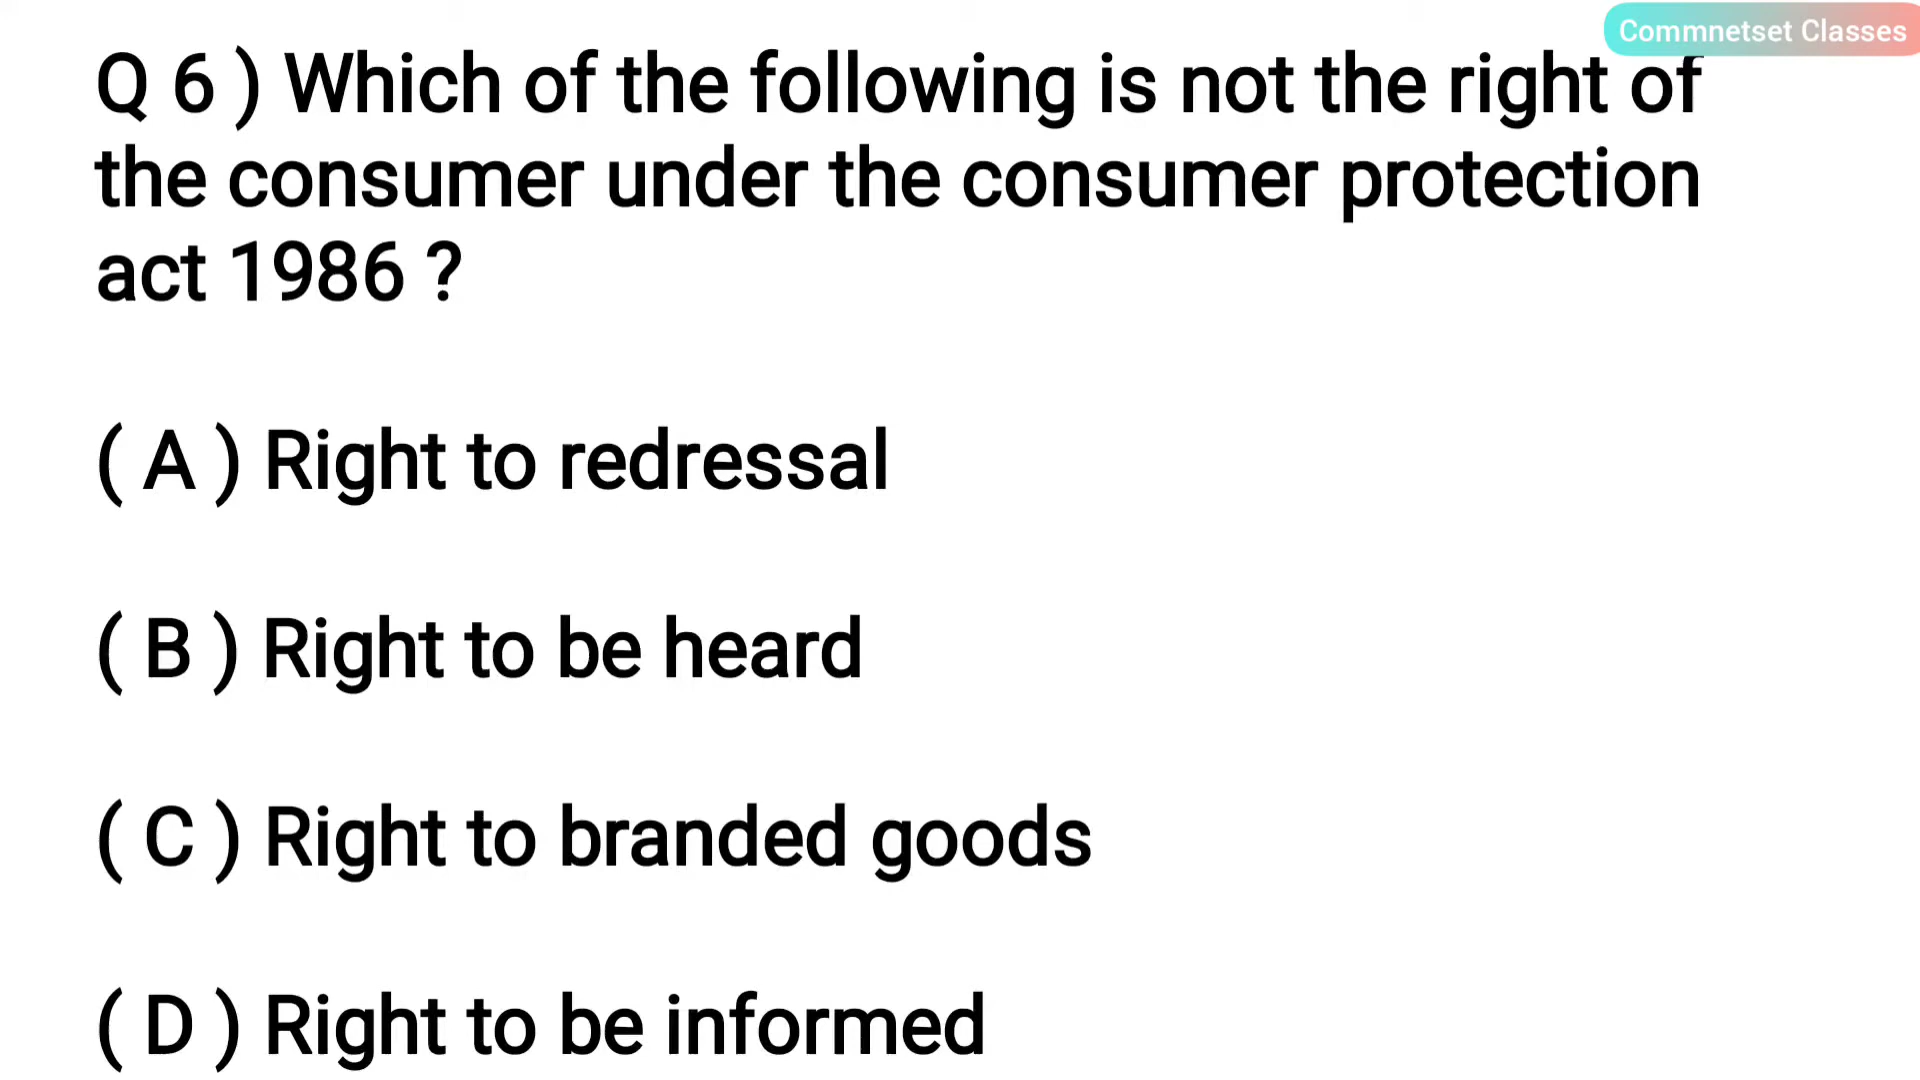 Commnetset Classes
Q 6 ) Which of the following is not the right of
the consumer under the consumer protection
act 1986 ?
( A ) Right to redressal
( B ) Right to be heard
( C ) Right to branded goods
( D ) Right to be informed